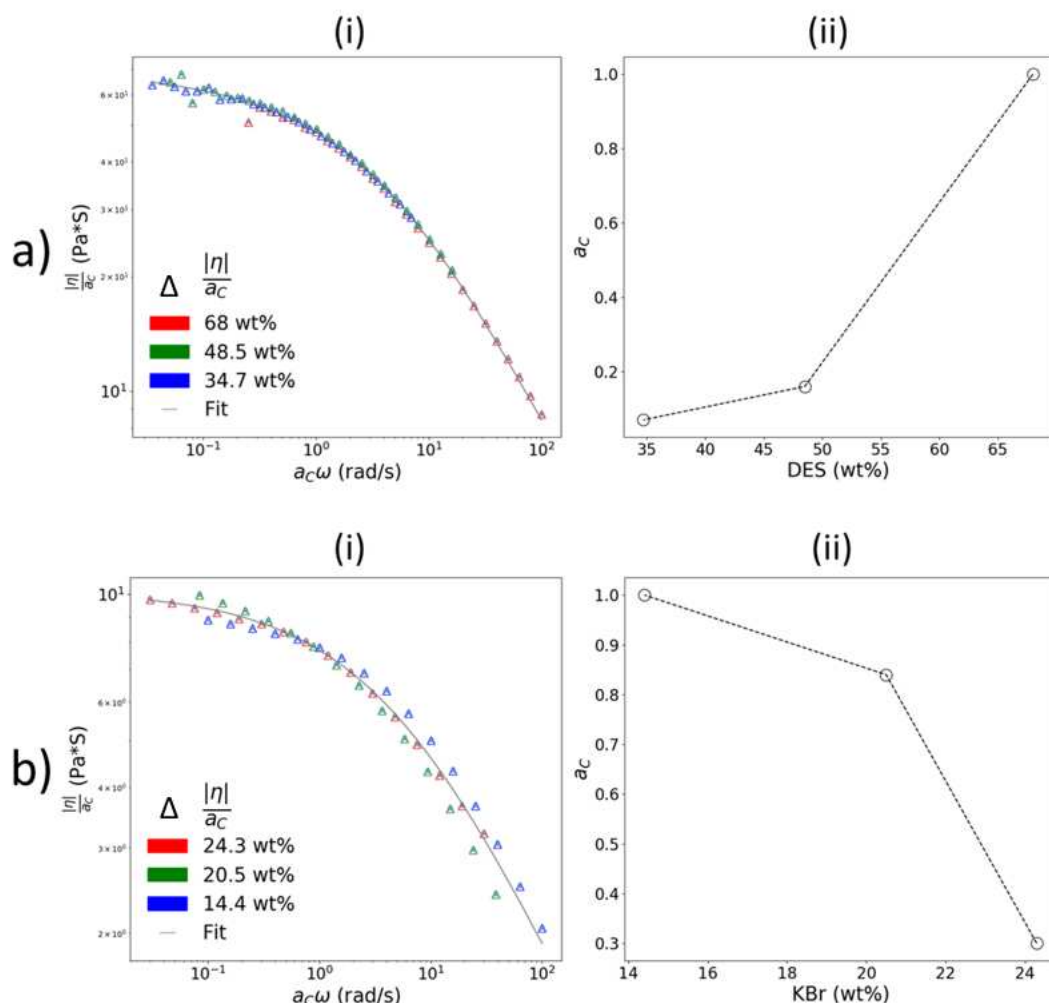 (i)
(ii)
a)
|η|/a_C (Pa*S)
6 × 10¹
4 × 10¹
3 × 10¹
2 × 10¹
10¹
Δ |η|/a_C
68 wt%
48.5 wt%
34.7 wt%
Fit
10⁻¹ 10⁰ 10¹ 10²
a_Cω (rad/s)
a_C
1.0
0.8
0.6
0.4
0.2
35 40 45 50 55 60 65
DES (wt%)
(i)
(ii)
b)
|η|/a_C (Pa*S)
10¹
6 × 10⁰
4 × 10⁰
3 × 10⁰
2 × 10⁰
Δ |η|/a_C
24.3 wt%
20.5 wt%
14.4 wt%
Fit
10⁻¹ 10⁰ 10¹ 10²
a_Cω (rad/s)
a_C
1.0
0.9
0.8
0.7
0.6
0.5
0.4
0.3
14 16 18 20 22 24
KBr (wt%)